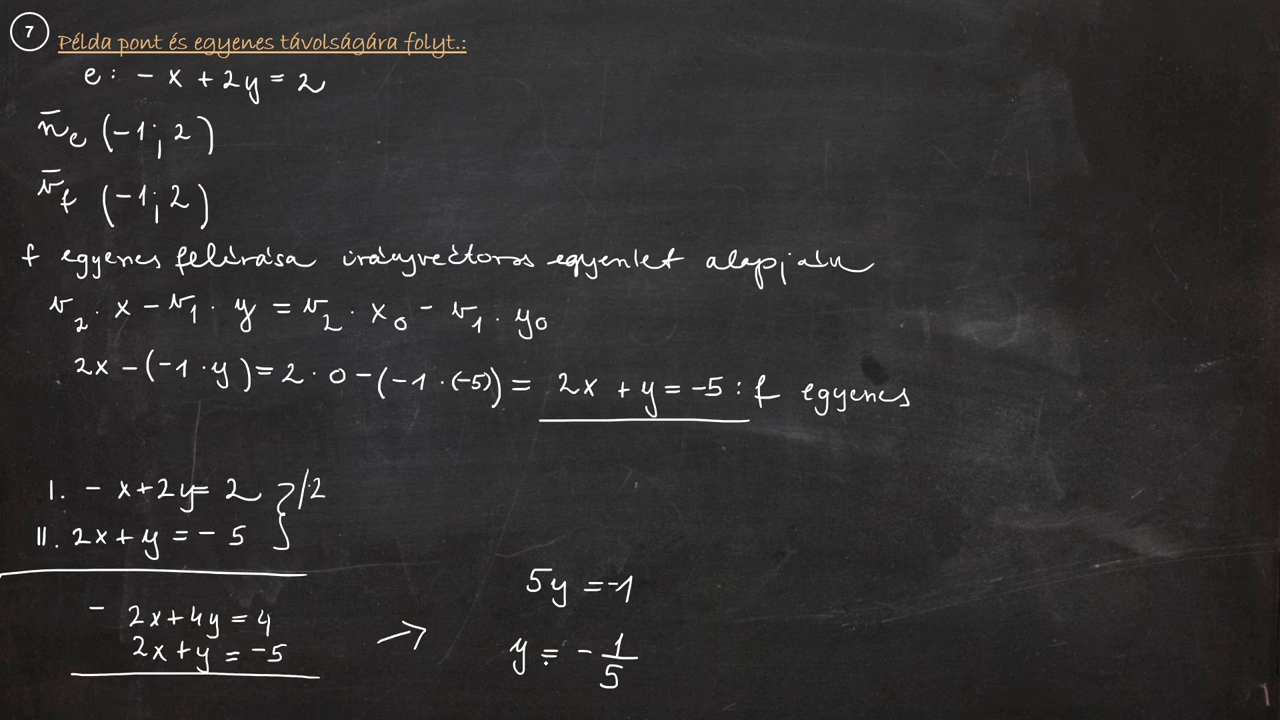 7
Példa pont és egyenes távolságára folyt.:
e: - x + 2y = 2
n̄e (-1; 2)
v̄f (-1; 2)
f egyenes felírása irányvektoros egyenlet alapján
v₂ · x - v₁ · y = v₂ · x₀ - v₁ · y₀
2x - (-1 · y) = 2 · 0 - (-1 · (-5)) = 2x + y = -5 : f egyenes
I. - x + 2y = 2 } /·2
II. 2x + y = - 5
- 2x + 4y = 4
2x + y = -5
→
5y = -1
y = - 1/5